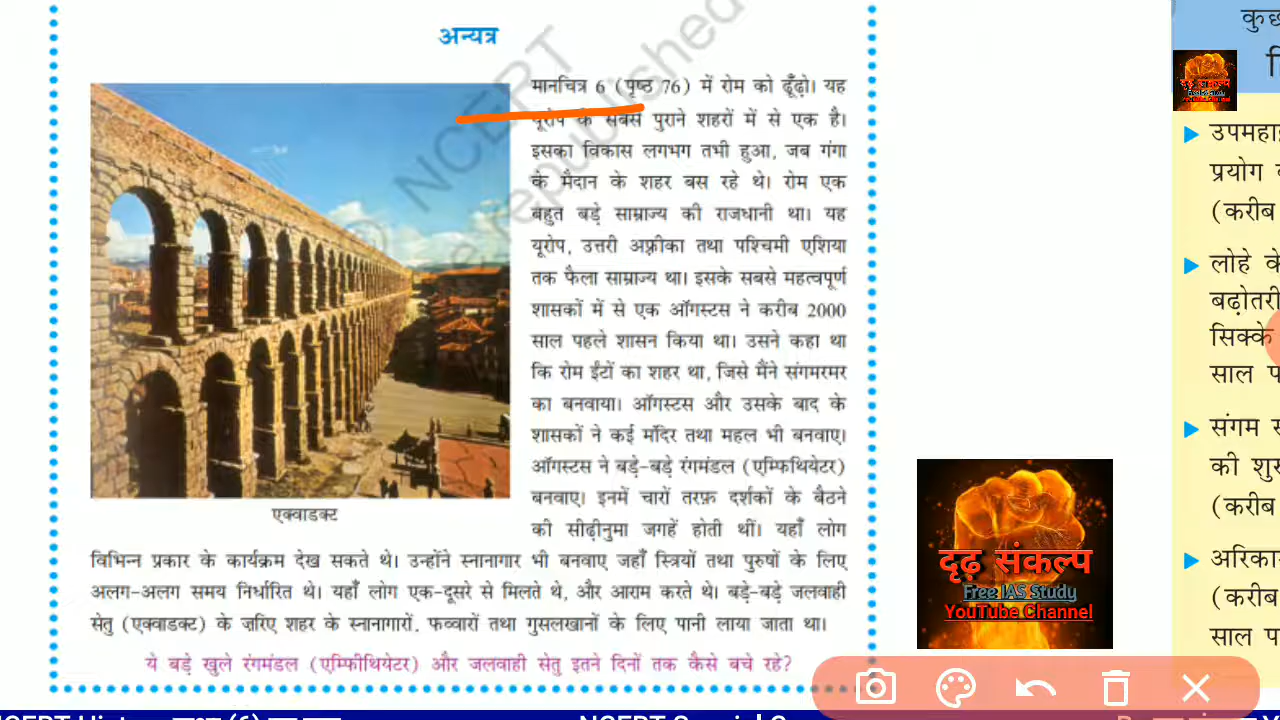 अन्यत्र
मानचित्र 6 (पृष्ठ 76) में रोम को ढूँढ़ो। यह
यूरोप के सबसे पुराने शहरों में से एक है।
इसका विकास लगभग तभी हुआ, जब गंगा
के मैदान के शहर बस रहे थे। रोम एक
बहुत बड़े साम्राज्य की राजधानी था। यह
यूरोप, उत्तरी अफ़्रीका तथा पश्चिमी एशिया
तक फैला साम्राज्य था। इसके सबसे महत्वपूर्ण
शासकों में से एक ऑगस्टस ने करीब 2000
साल पहले शासन किया था। उसने कहा था
कि रोम ईंटों का शहर था, जिसे मैंने संगमरमर
का बनवाया। ऑगस्टस और उसके बाद के
शासकों ने कई मंदिर तथा महल भी बनवाए।
ऑगस्टस ने बड़े-बड़े रंगमंडल (एम्फिथियेटर)
बनवाए। इनमें चारों तरफ़ दर्शकों के बैठने
की सीढ़ीनुमा जगहें होती थीं। यहाँ लोग
विभिन्न प्रकार के कार्यक्रम देख सकते थे। उन्होंने स्नानागार भी बनवाए जहाँ स्त्रियों तथा पुरुषों के लिए
अलग-अलग समय निर्धारित थे। यहाँ लोग एक-दूसरे से मिलते थे, और आराम करते थे। बड़े-बड़े जलवाही
सेतु (एक्वाडक्ट) के ज़रिए शहर के स्नानागारों, फव्वारों तथा गुसलखानों के लिए पानी लाया जाता था।
ये बड़े खुले रंगमंडल (एम्फीथियेटर) और जलवाही सेतु इतने दिनों तक कैसे बचे रहे?
एक्वाडक्ट
© NCERT
republished
दृढ़ संकल्प
Free IAS Study
YouTube Channel
प्रयोग
(करीब
लोहे के
सिक्के
साल
संगम
की
(करीब
(करीब
साल
NCERT